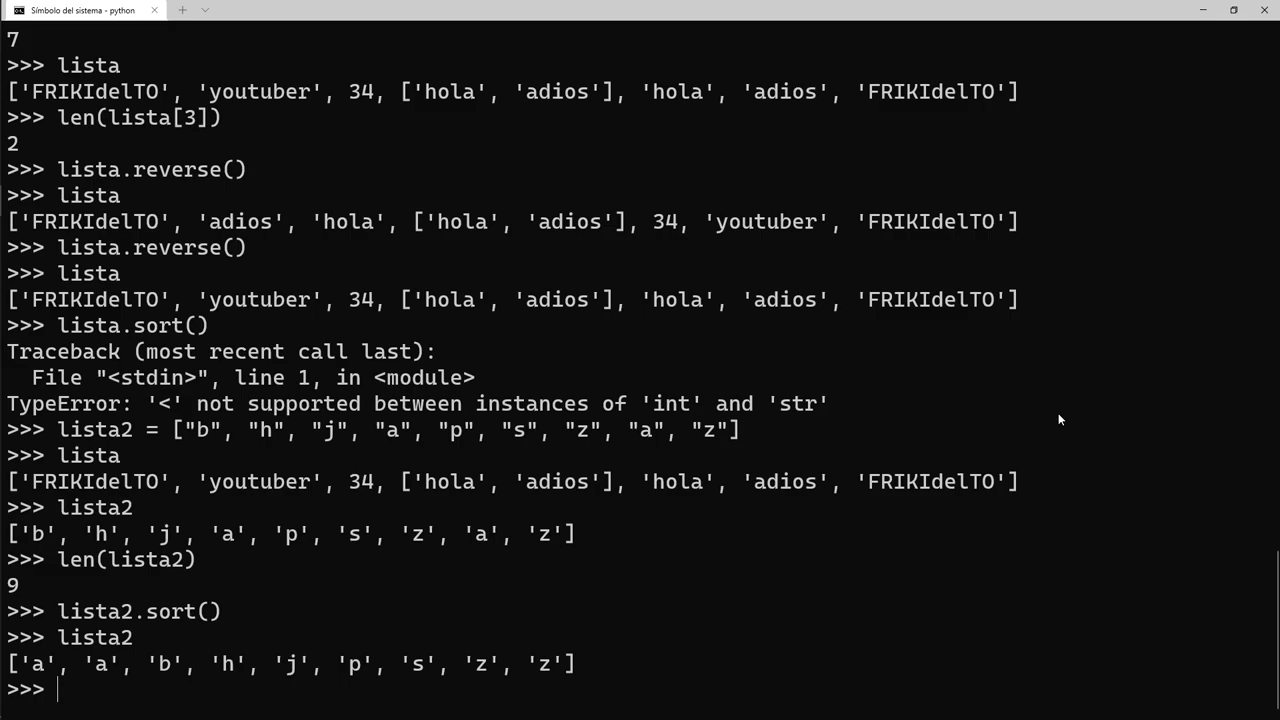 Símbolo del sistema - python
7
>>> lista
['FRIKIdelTO', 'youtuber', 34, ['hola', 'adios'], 'hola', 'adios', 'FRIKIdelTO']
>>> len(lista[3])
2
>>> lista.reverse()
>>> lista
['FRIKIdelTO', 'adios', 'hola', ['hola', 'adios'], 34, 'youtuber', 'FRIKIdelTO']
>>> lista.reverse()
>>> lista
['FRIKIdelTO', 'youtuber', 34, ['hola', 'adios'], 'hola', 'adios', 'FRIKIdelTO']
>>> lista.sort()
Traceback (most recent call last):
  File "<stdin>", line 1, in <module>
TypeError: '<' not supported between instances of 'int' and 'str'
>>> lista2 = ["b", "h", "j", "a", "p", "s", "z", "a", "z"]
>>> lista
['FRIKIdelTO', 'youtuber', 34, ['hola', 'adios'], 'hola', 'adios', 'FRIKIdelTO']
>>> lista2
['b', 'h', 'j', 'a', 'p', 's', 'z', 'a', 'z']
>>> len(lista2)
9
>>> lista2.sort()
>>> lista2
['a', 'a', 'b', 'h', 'j', 'p', 's', 'z', 'z']
>>>